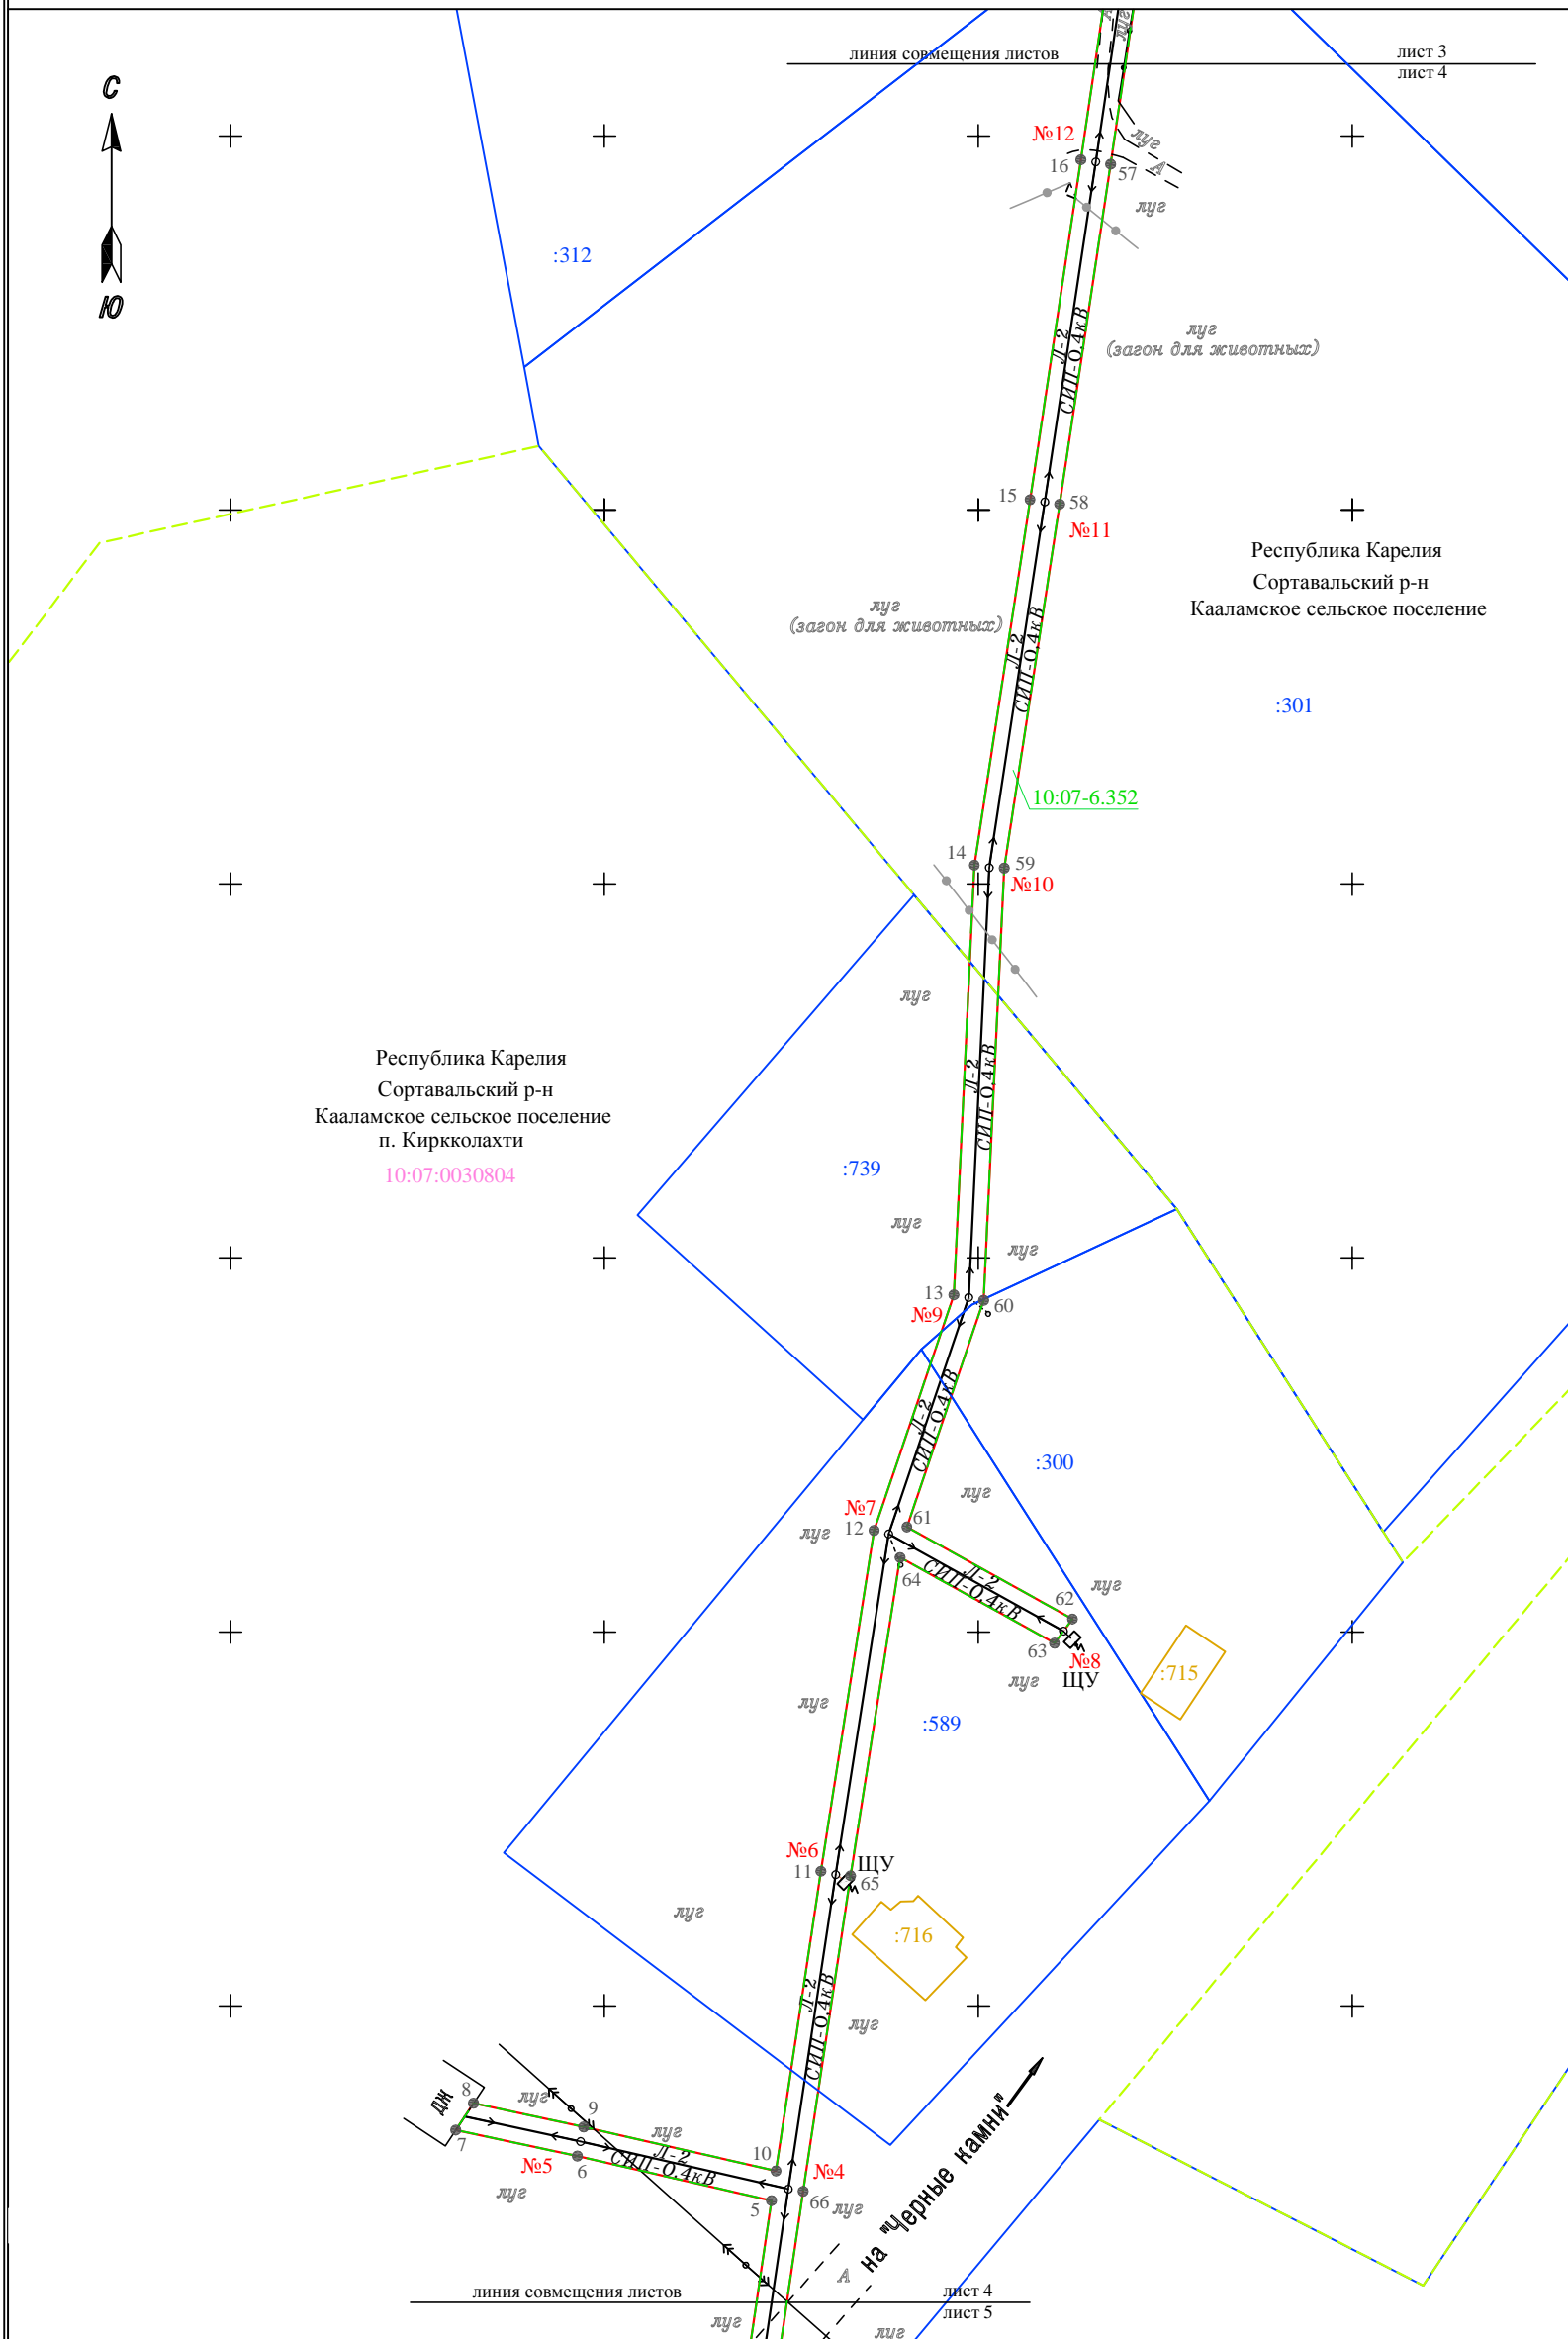 луг
линия совмещения листов
лист 3
лист 4
С
Ю
№12
16
57
луг
А
луг
:312
луг
(загон для животных)
Л-2
СИП-0,4кВ
15
58
№11
Республика Карелия
Сортавальский р-н
Кааламское сельское поселение
луг
(загон для животных)
Л-2
СИП-0,4кВ
:301
10:07-6.352
14
59
№10
луг
Республика Карелия
Сортавальский р-н
Кааламское сельское поселение
п. Киркколахти
10:07:0030804
Л-2
СИП-0,4кВ
:739
луг
луг
13
№9
60
Л-2
СИП-0,4кВ
:300
луг
№7
12
61
луг
64
Л-2
СИП-0,4кВ
62
луг
63
№8
ЩУ
луг
:715
луг
:589
№6
11
ЩУ
65
луг
:716
Л-2
СИП-0,4кВ
луг
ДЖ
8
луг
9
7
луг
Л-2
СИП-0,4кВ
10
№5
6
№4
луг
5
66
луг
на "Черные камни"
А
линия совмещения листов
лист 4
лист 5
луг
луг